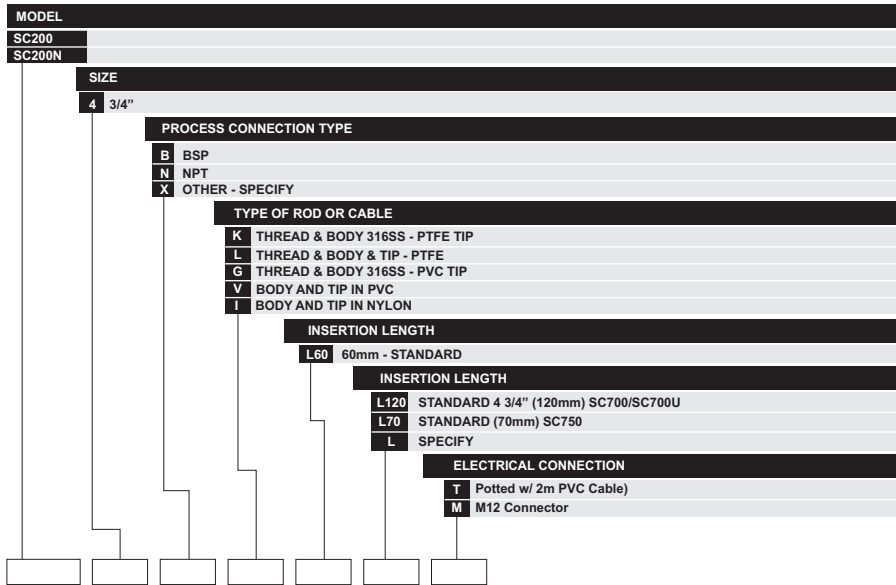 MODEL
SC200
SC200N
SIZE
4 3/4”
PROCESS CONNECTION TYPE
B BSP
N NPT
X OTHER - SPECIFY
TYPE OF ROD OR CABLE
K THREAD & BODY 316SS - PTFE TIP
L THREAD & BODY & TIP - PTFE
G THREAD & BODY 316SS - PVC TIP
V BODY AND TIP IN PVC
I BODY AND TIP IN NYLON
INSERTION LENGTH
L60 60mm - STANDARD
INSERTION LENGTH
L120 STANDARD 4 3/4” (120mm) SC700/SC700U
L70 STANDARD (70mm) SC750
L SPECIFY
ELECTRICAL CONNECTION
T Potted w/ 2m PVC Cable)
M M12 Connector